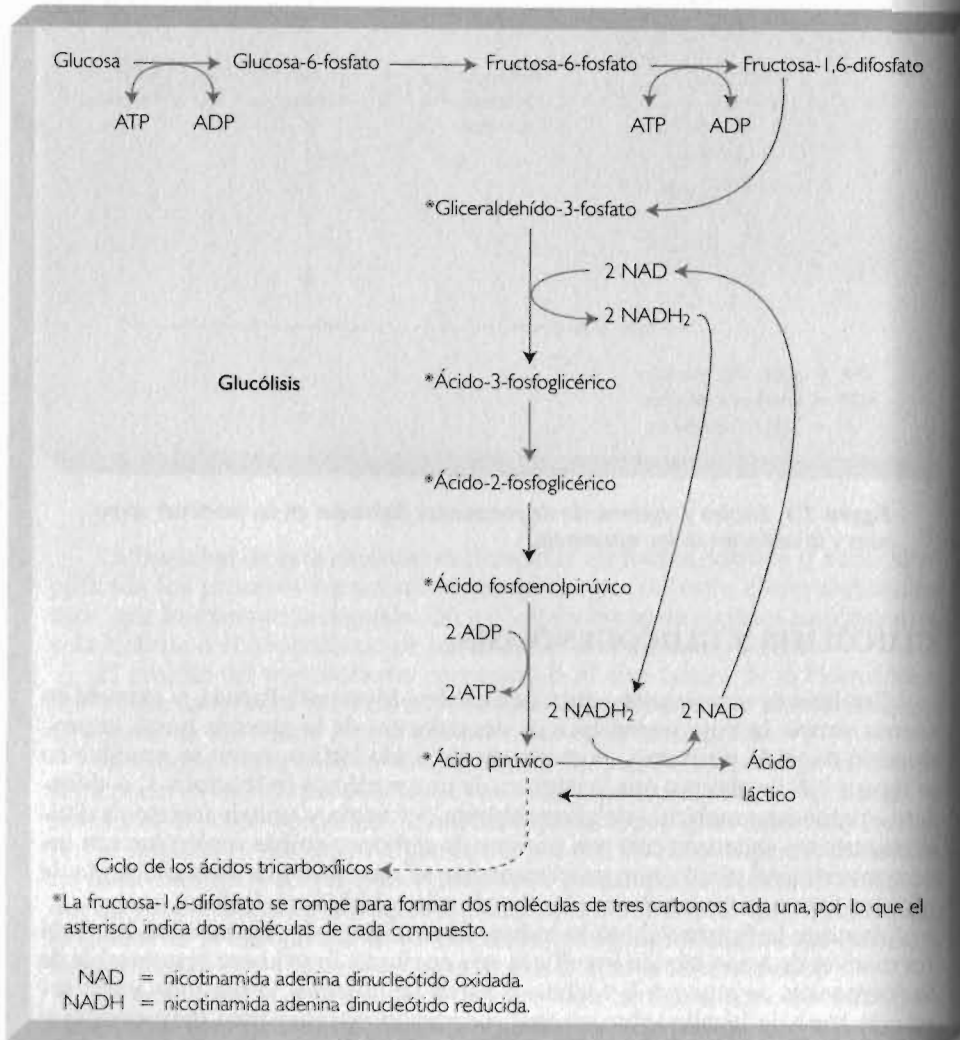 Glucosa Glucosa-6-fosfato Fructosa-6-fosfato Fructosa-1,6-difosfato
ATP ADP ATP ADP
*Gliceraldehído-3-fosfato
2 NAD
2 NADH₂
Glucólisis
*Ácido-3-fosfoglicérico
*Ácido-2-fosfoglicérico
*Ácido fosfoenolpirúvico
2 ADP
2 ATP
2 NADH₂ 2 NAD
*Ácido pirúvico Ácido
láctico
Ciclo de los ácidos tricarboxílicos
*La fructosa-1,6-difosfato se rompe para formar dos moléculas de tres carbonos cada una, por lo que el
asterisco indica dos moléculas de cada compuesto.
NAD = nicotinamida adenina dinucleótido oxidada.
NADH = nicotinamida adenina dinucleótido reducida.